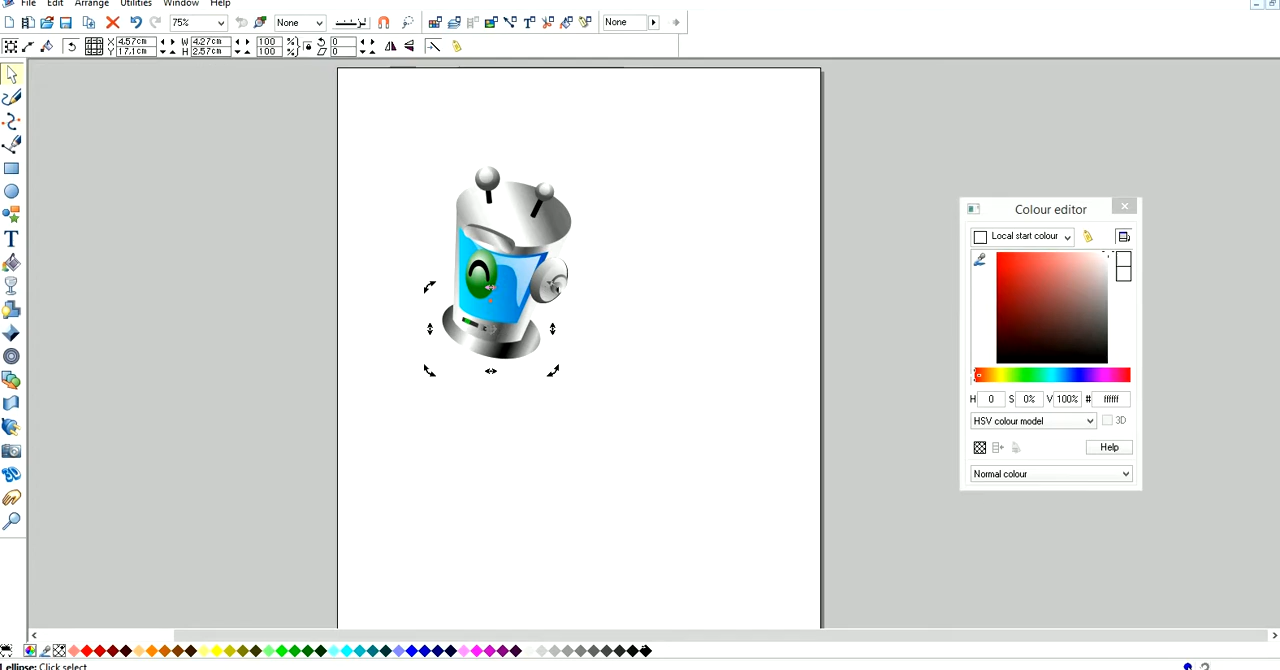 File Edit Arrange Utilities Window Help
75% None None
X 4.57cm W 4.27cm 100 % 0
Y 17.1cm H 2.57cm 100 % 0
T
3D
Colour editor
Local start colour
H 0 S 0% V 100% # ffffff
HSV colour model 3D
Help
Normal colour
1 ellipse: Click select